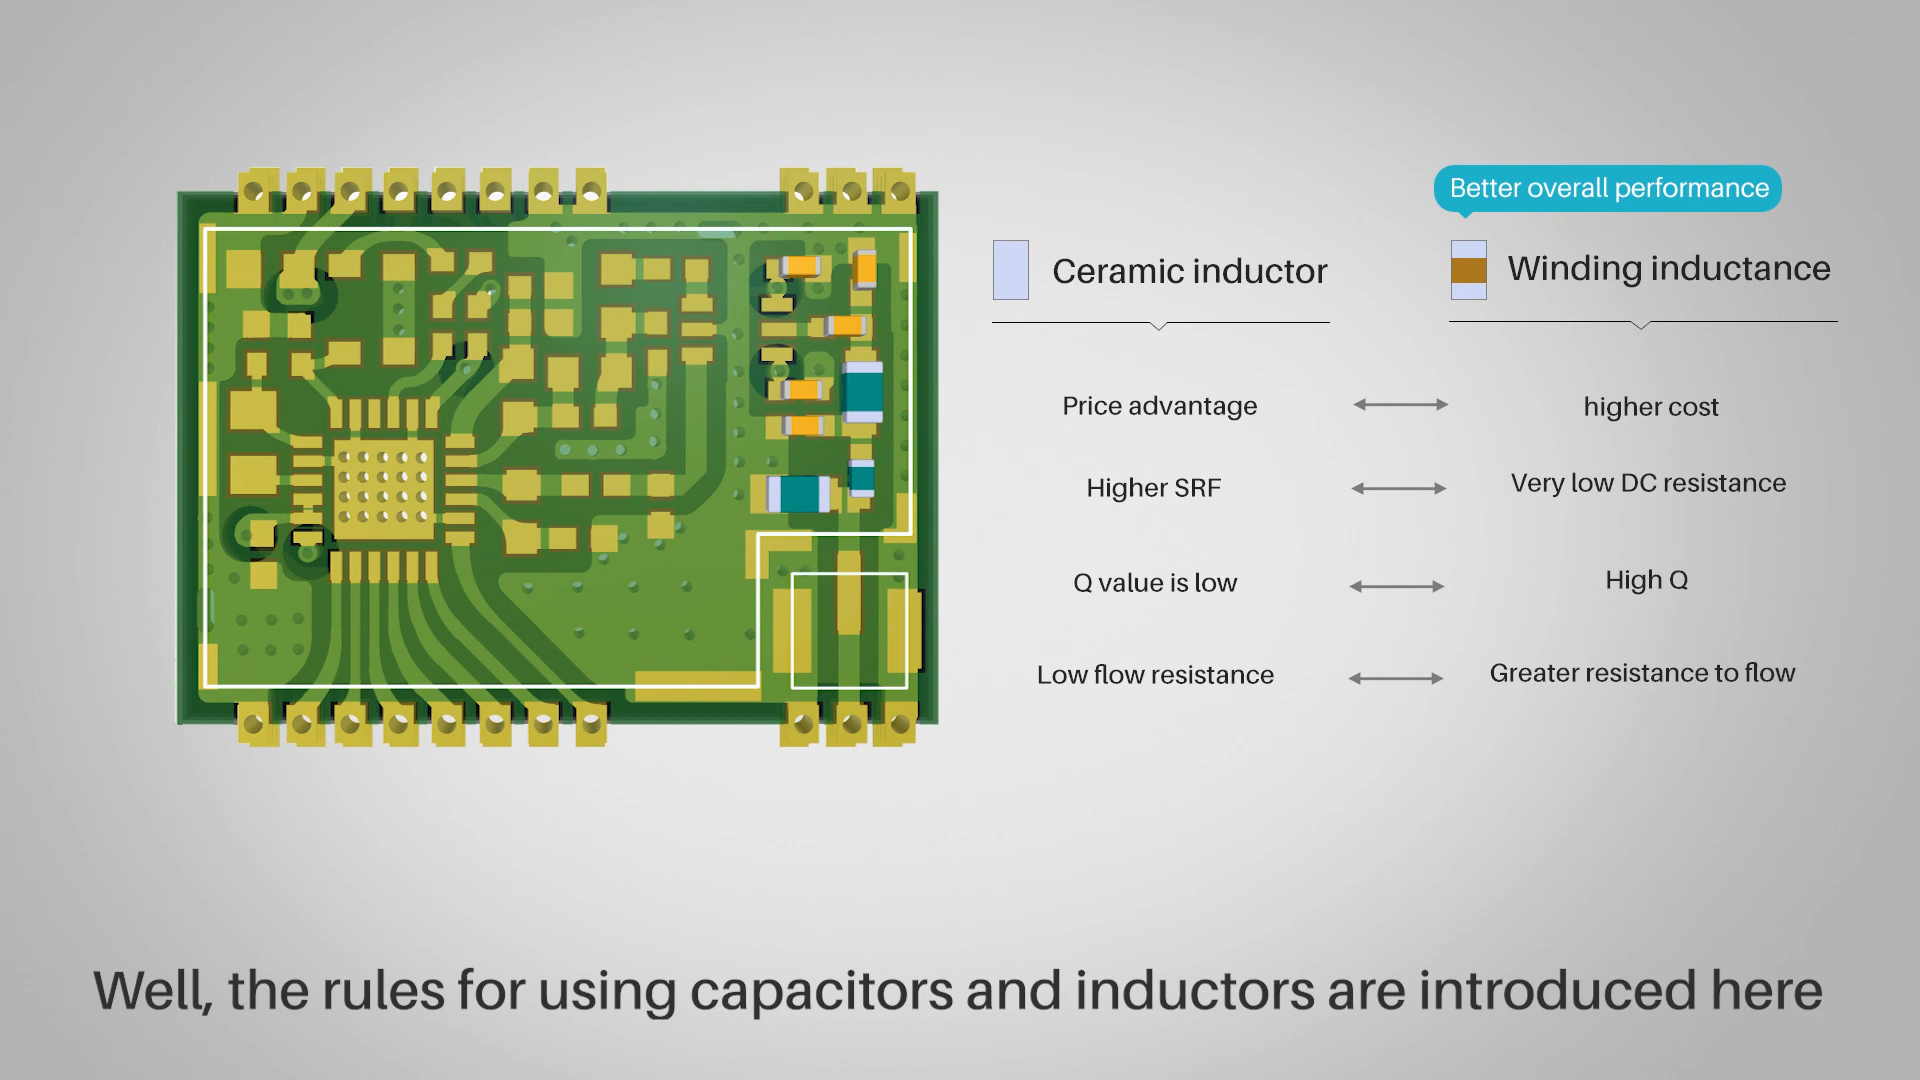 Better overall performance
Ceramic inductor
Winding inductance
Price advantage
higher cost
Higher SRF
Very low DC resistance
Q value is low
High Q
Low flow resistance
Greater resistance to flow
Well, the rules for using capacitors and inductors are introduced here